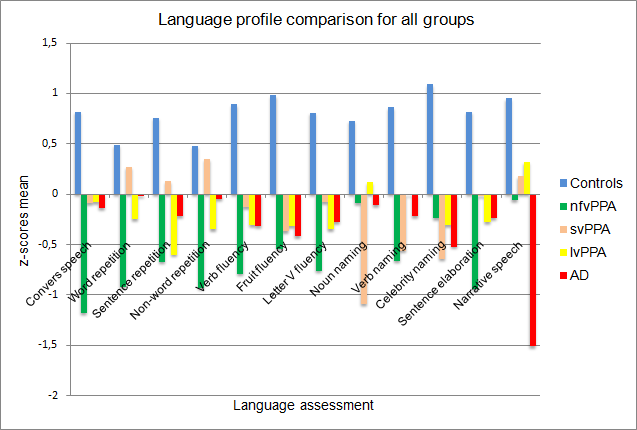 Language profile comparison for all groups
1,5
1
0,5
0
-0,5
-1
-1,5
-2
z-scores mean
Convers speech
Word repetition
Sentence repetition
Non-word repetition
Verb fluency
Fruit fluency
Letter V fluency
Noun naming
Verb naming
Celebrity naming
Sentence elaboration
Narrative speech
Language assessment
Controls
nfvPPA
svPPA
lvPPA
AD